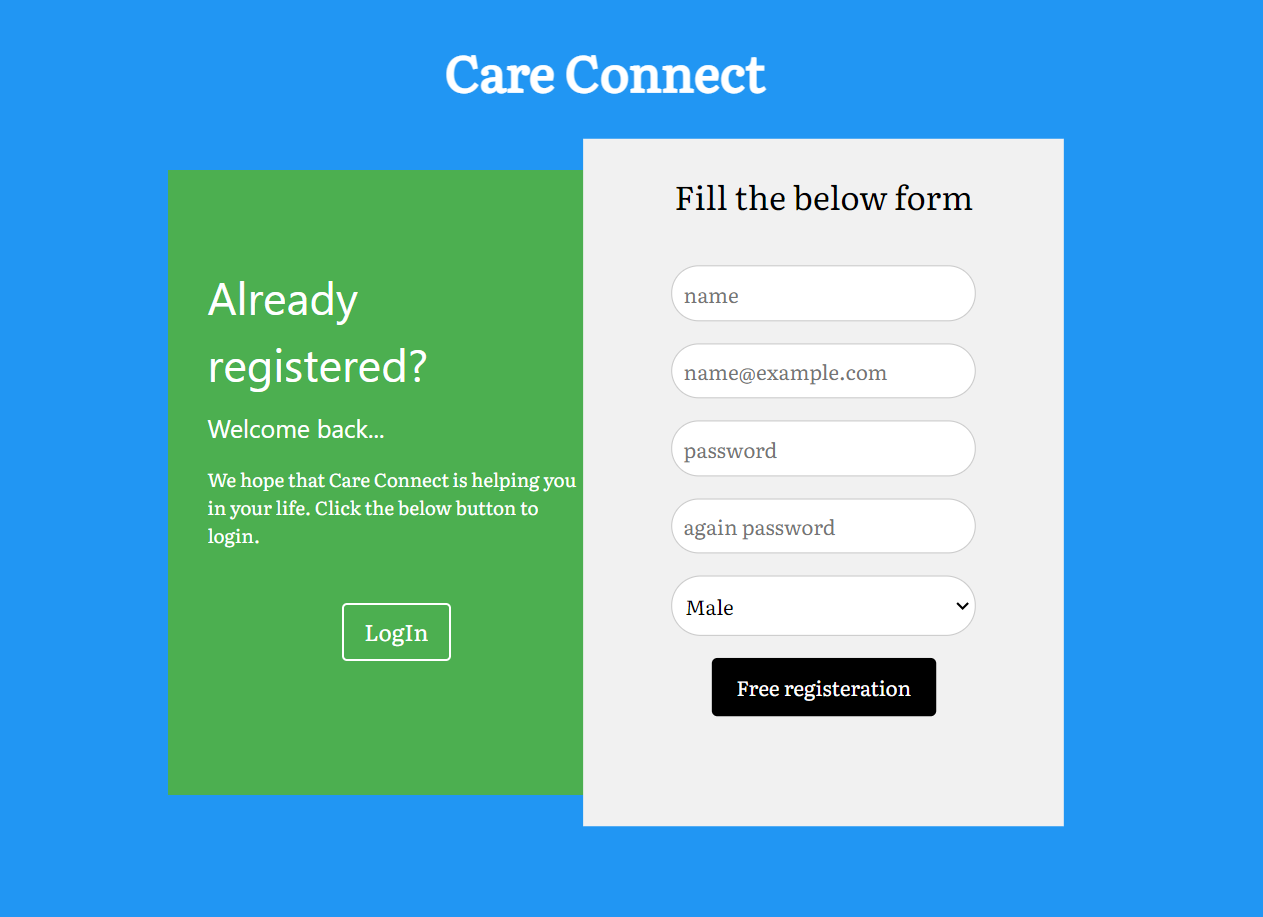 Care Connect
Already
registered?
Welcome back...
We hope that Care Connect is helping you
in your life. Click the below button to
login.
LogIn
Fill the below form
name
name@example.com
password
again password
Male
Free registeration